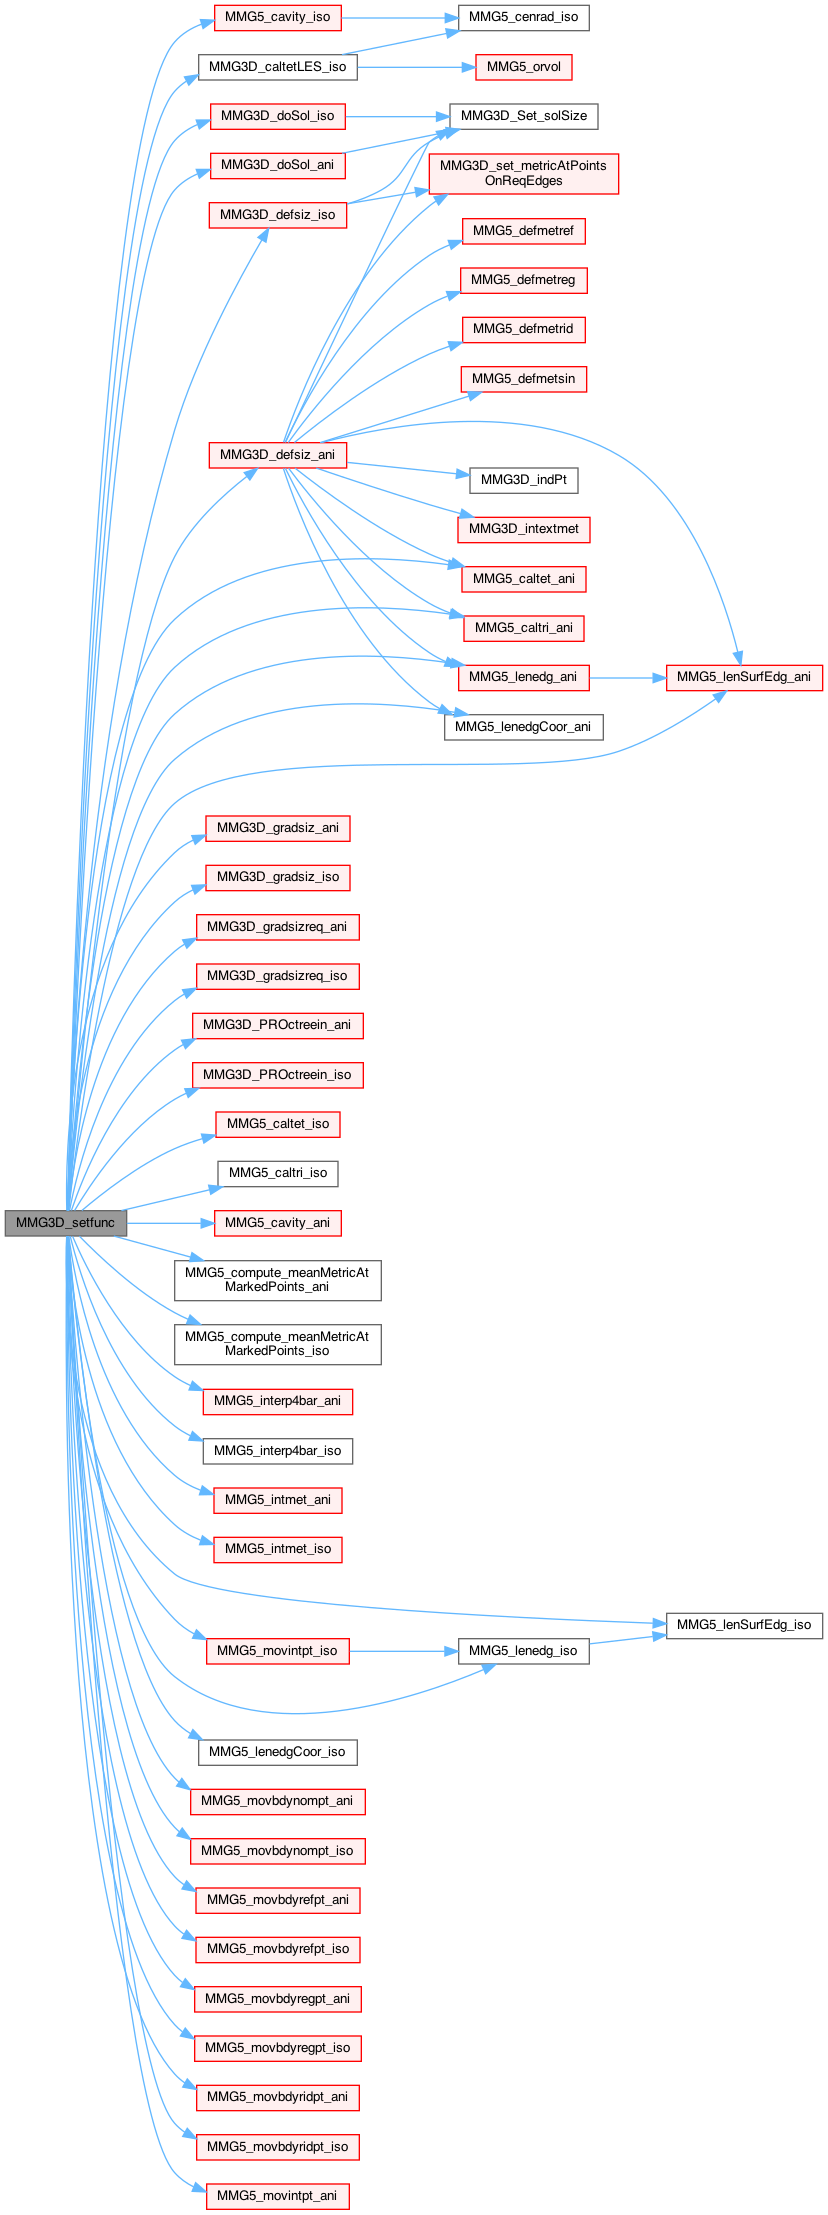 MMG5_cavity_iso
MMG5_cenrad_iso
MMG3D_caltetLES_iso
MMG5_orvol
MMG3D_doSol_iso
MMG3D_Set_solSize
MMG3D_doSol_ani
MMG3D_set_metricAtPoints
OnReqEdges
MMG3D_defsiz_iso
MMG5_defmetref
MMG5_defmetreg
MMG5_defmetrid
MMG5_defmetsin
MMG3D_defsiz_ani
MMG3D_indPt
MMG3D_intextmet
MMG5_caltet_ani
MMG5_caltri_ani
MMG5_lenedg_ani
MMG5_lenSurfEdg_ani
MMG5_lenedgCoor_ani
MMG3D_gradsiz_ani
MMG3D_gradsiz_iso
MMG3D_gradsizreq_ani
MMG3D_gradsizreq_iso
MMG3D_PROctreein_ani
MMG3D_PROctreein_iso
MMG5_caltet_iso
MMG5_caltri_iso
MMG3D_setfunc
MMG5_cavity_ani
MMG5_compute_meanMetricAt
MarkedPoints_ani
MMG5_compute_meanMetricAt
MarkedPoints_iso
MMG5_interp4bar_ani
MMG5_interp4bar_iso
MMG5_intmet_ani
MMG5_intmet_iso
MMG5_lenSurfEdg_iso
MMG5_movintpt_iso
MMG5_lenedg_iso
MMG5_lenedgCoor_iso
MMG5_movbdynompt_ani
MMG5_movbdynompt_iso
MMG5_movbdyrefpt_ani
MMG5_movbdyrefpt_iso
MMG5_movbdyregpt_ani
MMG5_movbdyregpt_iso
MMG5_movbdyridpt_ani
MMG5_movbdyridpt_iso
MMG5_movintpt_ani